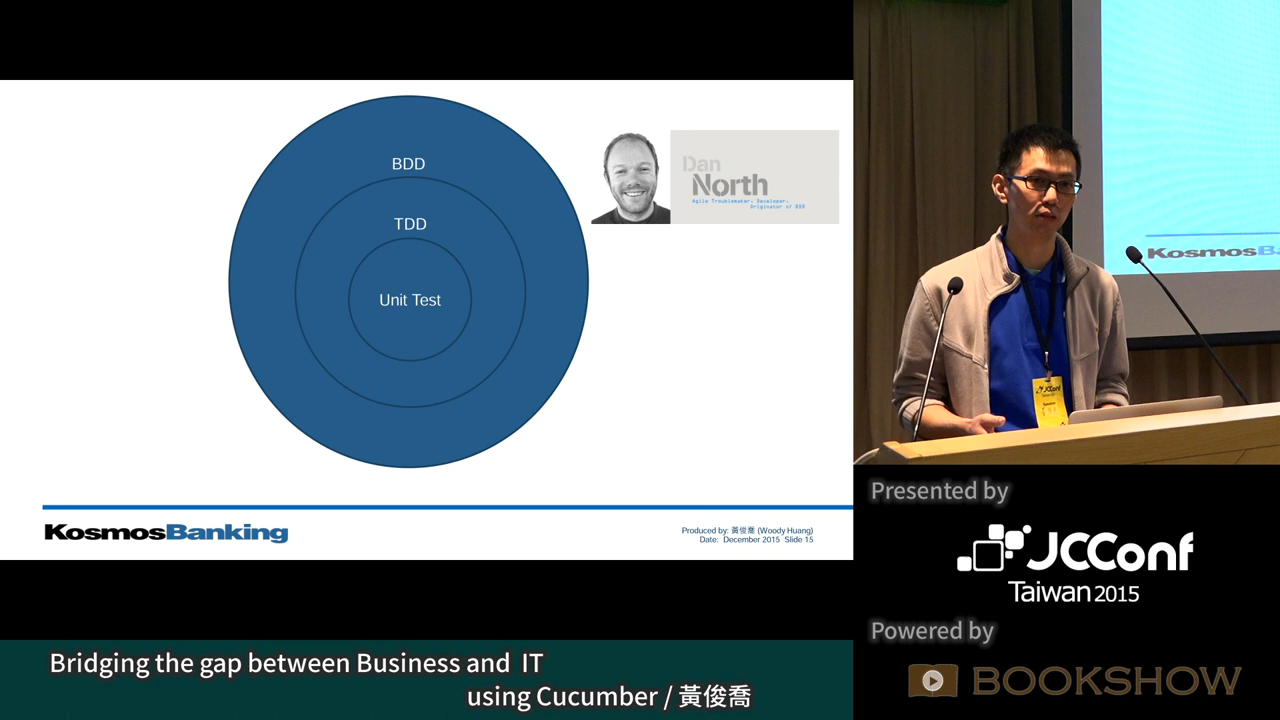 BDD
TDD
Unit Test
Dan
North
Agile Troublemaker, Developer,
Originator of BDD
KosmosBanking
Produced by: 黃俊喬 (Woody Huang)
Date: December 2015 Slide 15
KosmosB
JCConf
Presented by
JCConf
Taiwan 2015
Powered by
BOOKSHOW
Bridging the gap between Business and IT
using Cucumber / 黃俊喬